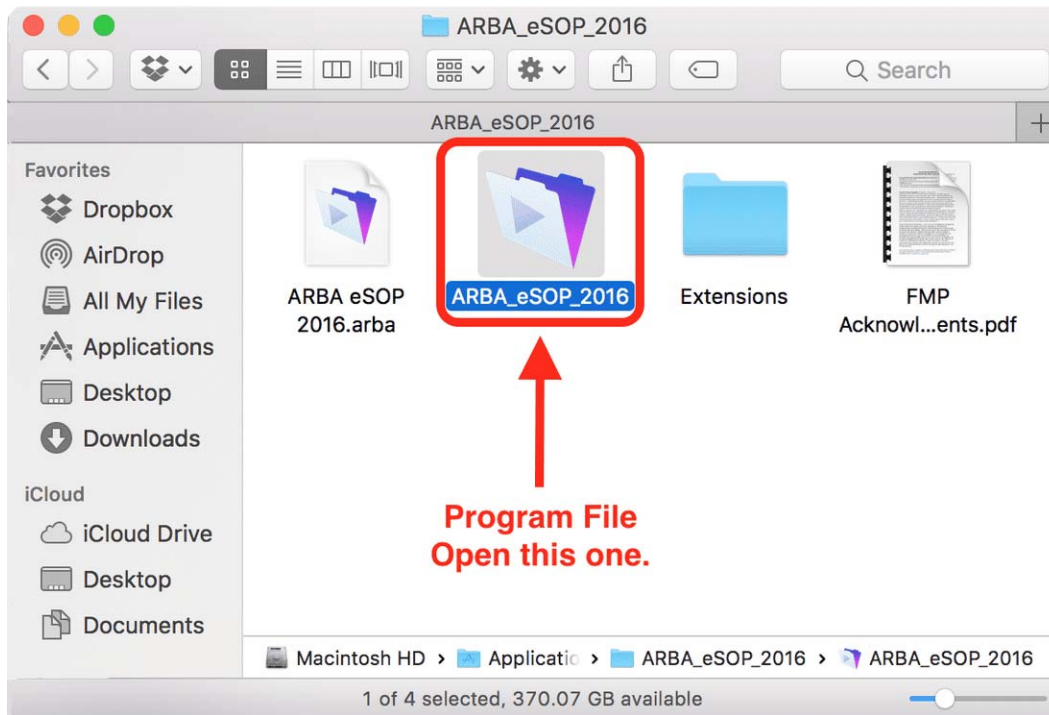 ARBA_eSOP_2016
Search
ARBA_eSOP_2016
Favorites
Dropbox
AirDrop
All My Files
Applications
Desktop
Downloads
iCloud
iCloud Drive
Desktop
Documents
ARBA eSOP
2016.arba
ARBA_eSOP_2016
Extensions
FMP
Acknowl...ents.pdf
Program File
Open this one.
Macintosh HD › Applicatio › ARBA_eSOP_2016 › ARBA_eSOP_2016
1 of 4 selected, 370.07 GB available